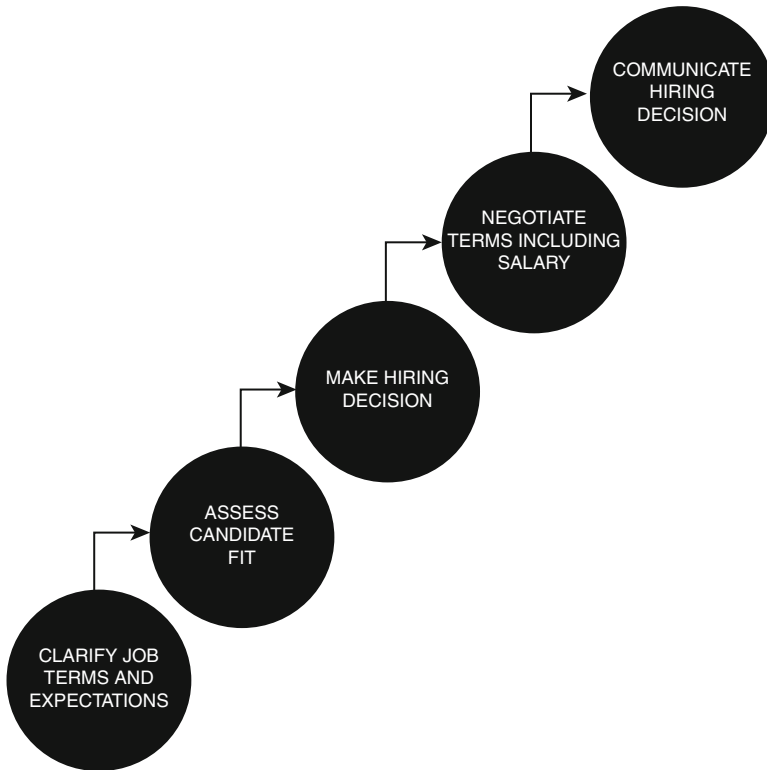 COMMUNICATE
HIRING
DECISION
NEGOTIATE
TERMS INCLUDING
SALARY
MAKE HIRING
DECISION
ASSESS
CANDIDATE
FIT
CLARIFY JOB
TERMS AND
EXPECTATIONS